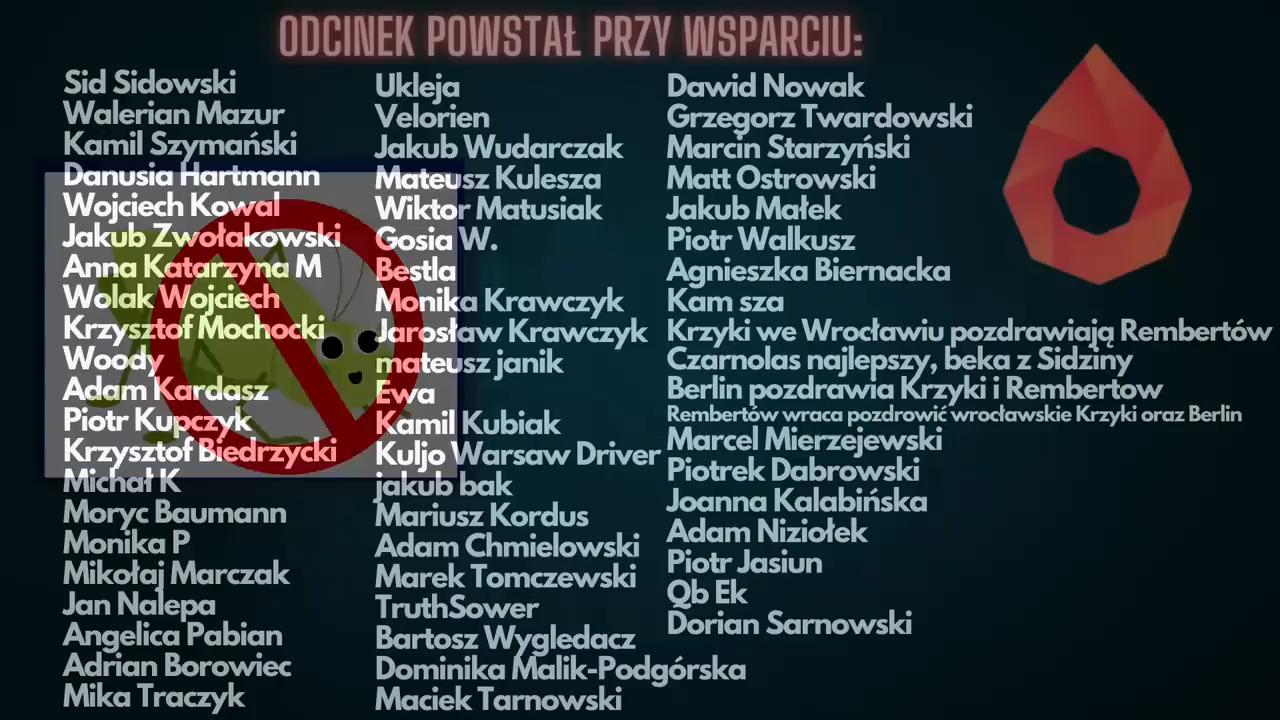 ODCINEK POWSTAŁ PRZY WSPARCIU:
Sid Sidowski
Walerian Mazur
Kamil Szymański
Danusia Hartmann
Wojciech Kowal
Jakub Zwołakowski
Anna Katarzyna M
Wolak Wojciech
Krzysztof Mochocki
Woody
Adam Kardasz
Piotr Kupczyk
Krzysztof Biedrzycki
Michał K
Moryc Baumann
Monika P
Mikołaj Marczak
Jan Nalepa
Angelica Pabian
Adrian Borowiec
Mika Traczyk
Ukleja
Velorien
Jakub Wudarczak
Mateusz Kulesza
Wiktor Matusiak
Gosia W.
Bestla
Monika Krawczyk
Jarosław Krawczyk
mateusz janik
Ewa
Kamil Kubiak
Kuljo Warsaw Driver
jakub bak
Mariusz Kordus
Adam Chmielowski
Marek Tomczewski
TruthSower
Bartosz Wygledacz
Dominika Malik-Podgórska
Maciek Tarnowski
Dawid Nowak
Grzegorz Twardowski
Marcin Starzyński
Matt Ostrowski
Jakub Małek
Piotr Walkusz
Agnieszka Biernacka
Kam sza
Krzyki we Wrocławiu pozdrawiają Rembertów
Czarnolas najlepszy, beka z Sidziny
Berlin pozdrawia Krzyki i Rembertow
Rembertów wraca pozdrowić wrocławskie Krzyki oraz Berlin
Marcel Mierzejewski
Piotrek Dabrowski
Joanna Kalabińska
Adam Niziołek
Piotr Jasiun
Qb Ek
Dorian Sarnowski